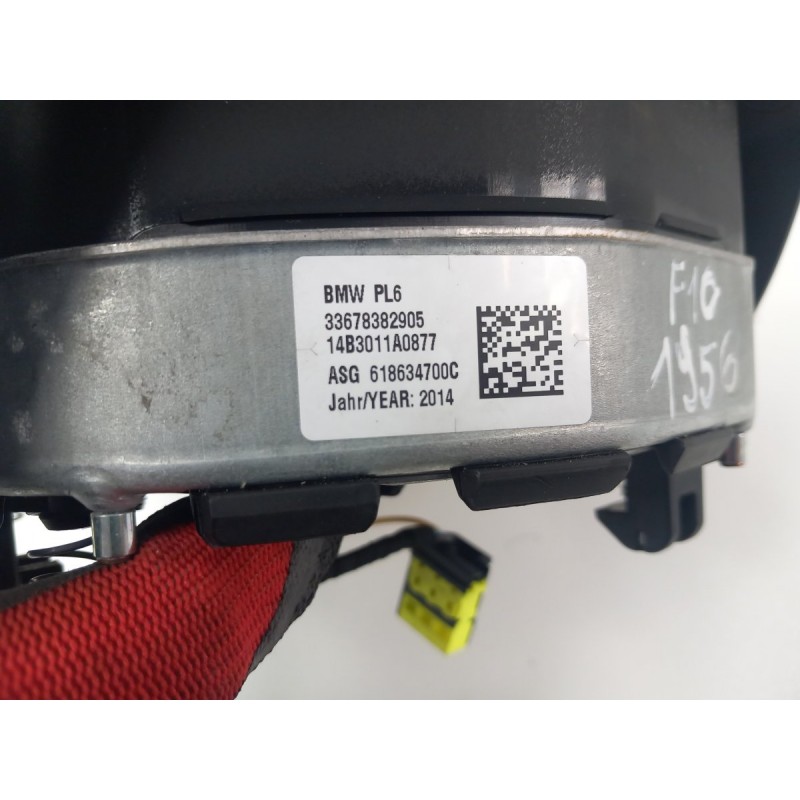 BMW PL6
33678382905
14B3011A0877
ASG 618634700C
Jahr/YEAR: 2014
F10
1956